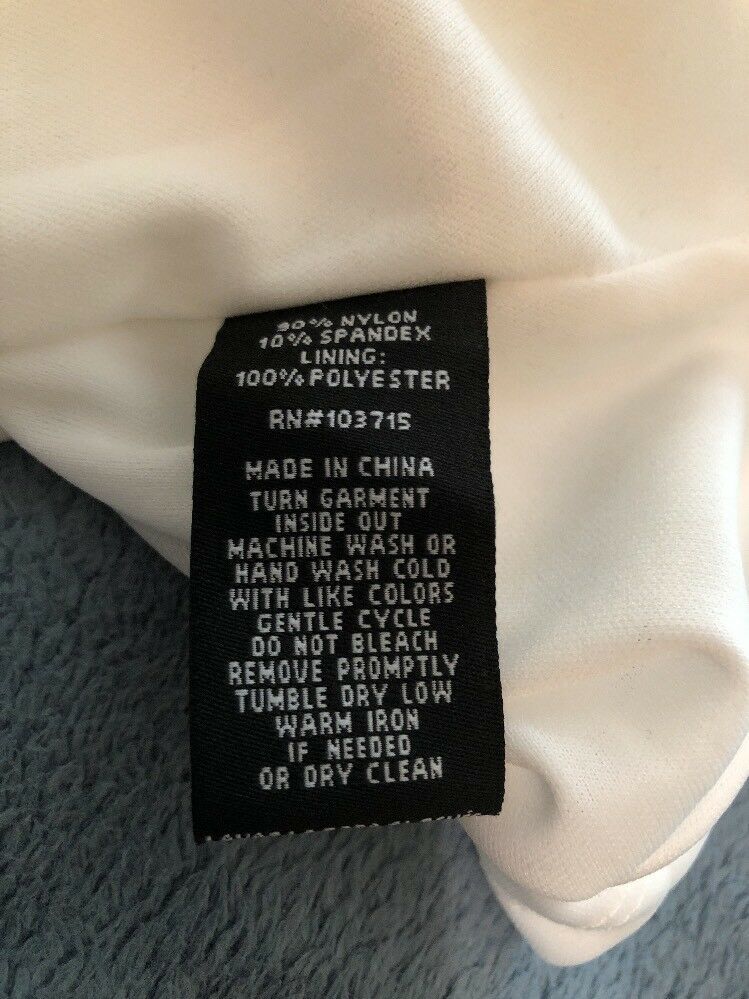 90% NYLON
10% SPANDEX
LINING:
100% POLYESTER
RN#103715
MADE IN CHINA
TURN GARMENT
INSIDE OUT
MACHINE WASH OR
HAND WASH COLD
WITH LIKE COLORS
GENTLE CYCLE
DO NOT BLEACH
REMOVE PROMPTLY
TUMBLE DRY LOW
WARM IRON
IF NEEDED
OR DRY CLEAN